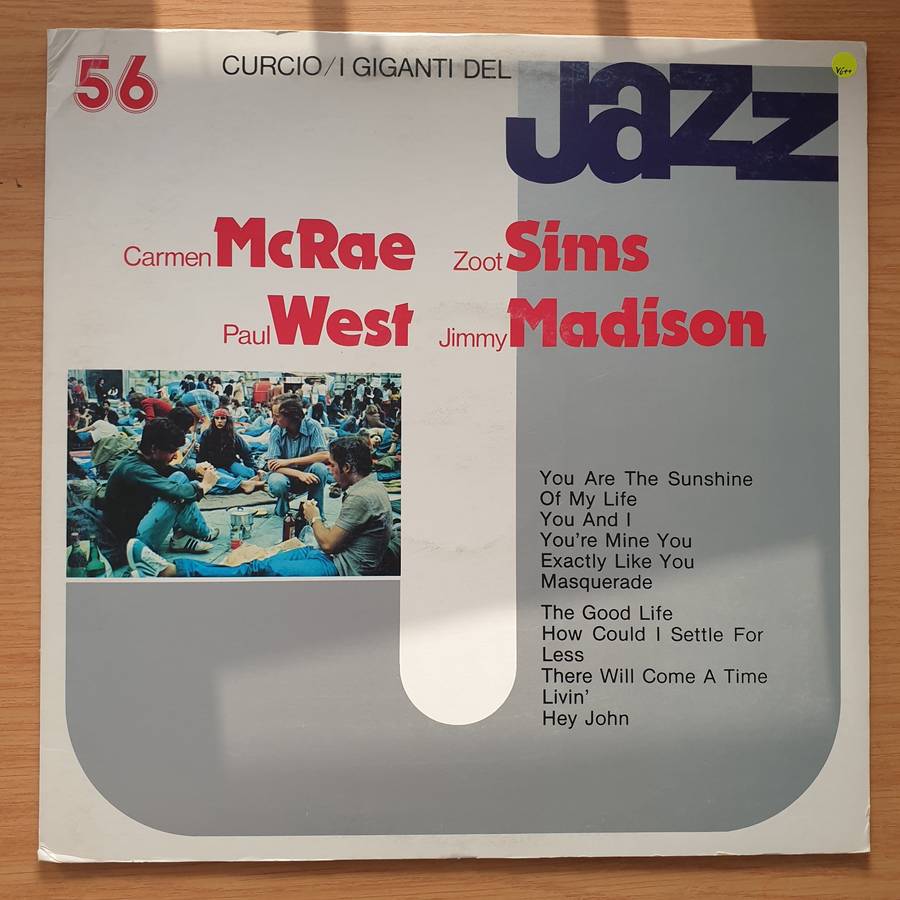 56
CURCIO/I GIGANTI DEL
Jazz
VG++
Carmen McRae Zoot Sims
Paul West Jimmy Madison
You Are The Sunshine
Of My Life
You And I
You're Mine You
Exactly Like You
Masquerade
The Good Life
How Could I Settle For
Less
There Will Come A Time
Livin'
Hey John